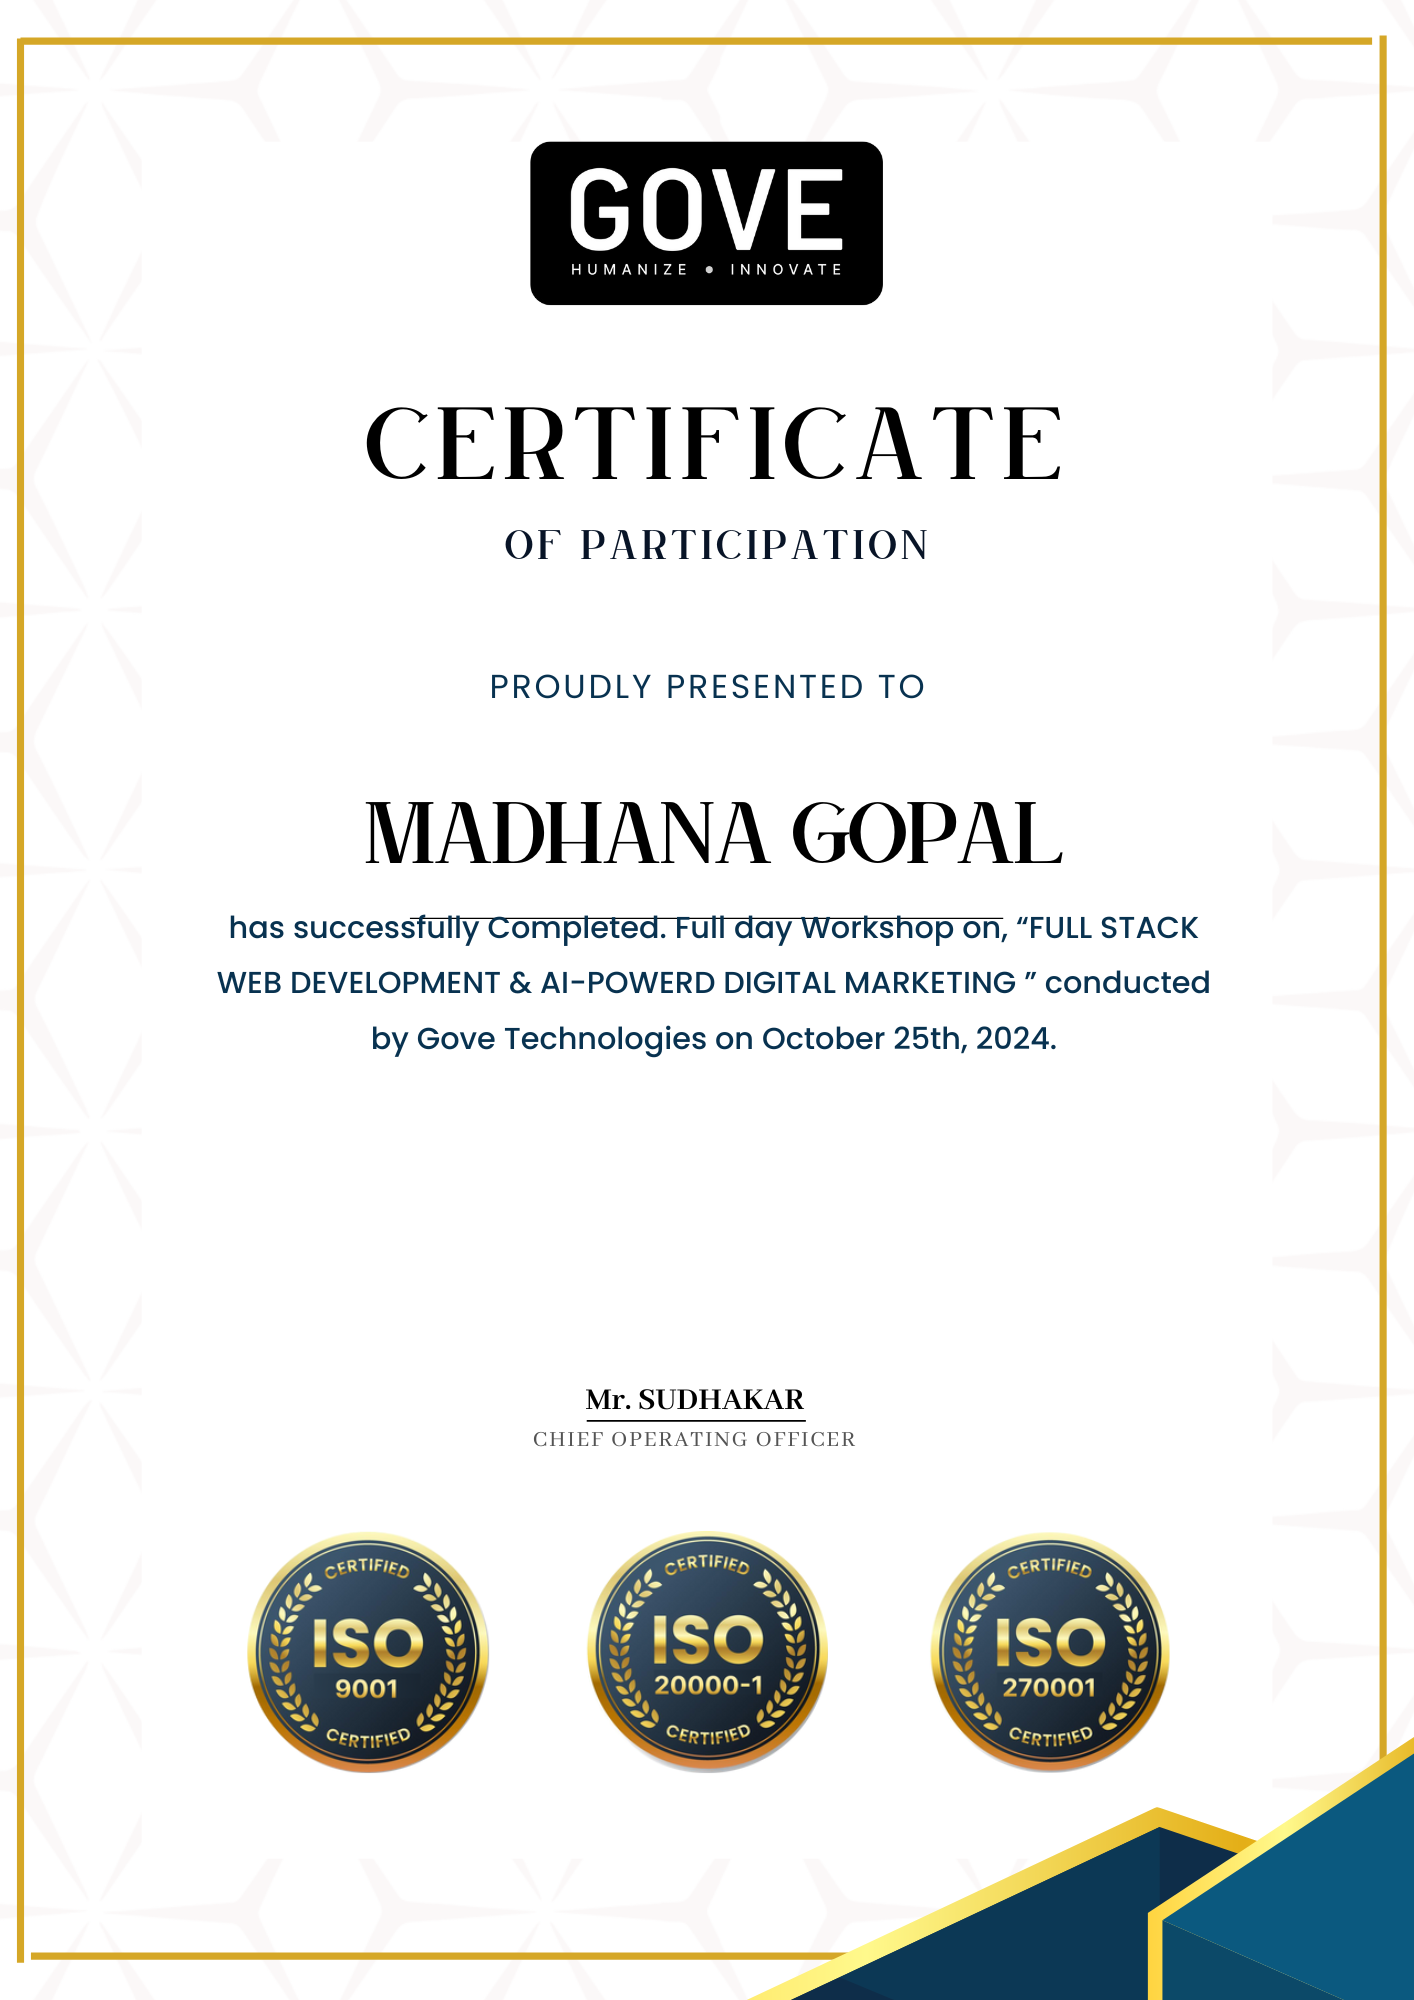 GOVE
HUMANIZE • INNOVATE
CERTIFICATE
OF PARTICIPATION
PROUDLY PRESENTED TO
MADHANA GOPAL
has successfully Completed. Full day Workshop on, “FULL STACK
WEB DEVELOPMENT & AI-POWERD DIGITAL MARKETING ” conducted
by Gove Technologies on October 25th, 2024.
Mr. SUDHAKAR
CHIEF OPERATING OFFICER
CERTIFIED
ISO
9001
CERTIFIED
CERTIFIED
ISO
20000-1
CERTIFIED
CERTIFIED
ISO
270001
CERTIFIED